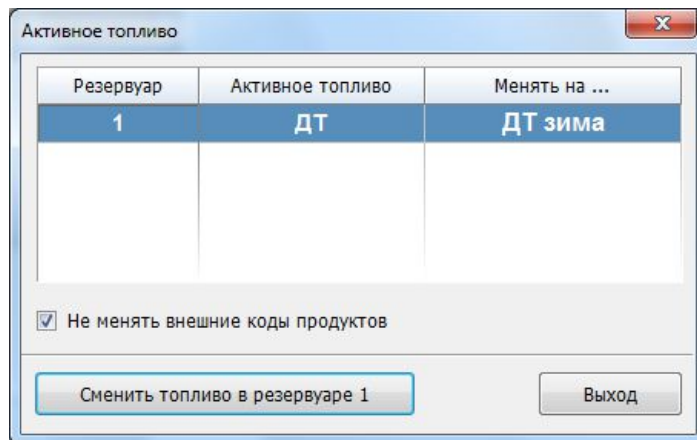 Активное топливо
Резервуар Активное топливо Менять на ...
1 ДТ ДТ зима
Не менять внешние коды продуктов
Сменить топливо в резервуаре 1 Выход